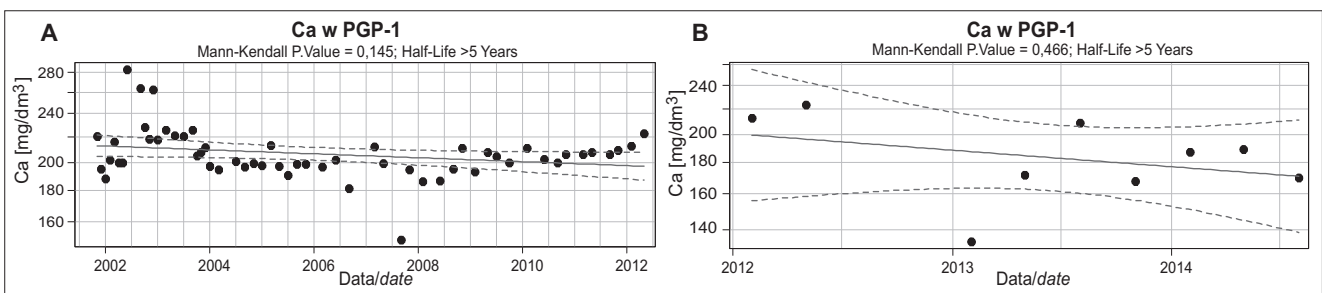 A
Ca w PGP-1
Mann-Kendall P.Value = 0,145; Half-Life >5 Years
Ca [mg/dm3]
280
240
200
180
160
2002
2004
2006
2008
2010
2012
Data/date
B
Ca w PGP-1
Mann-Kendall P.Value = 0,466; Half-Life >5 Years
Ca [mg/dm3]
240
200
180
160
140
2012
2013
2014
Data/date